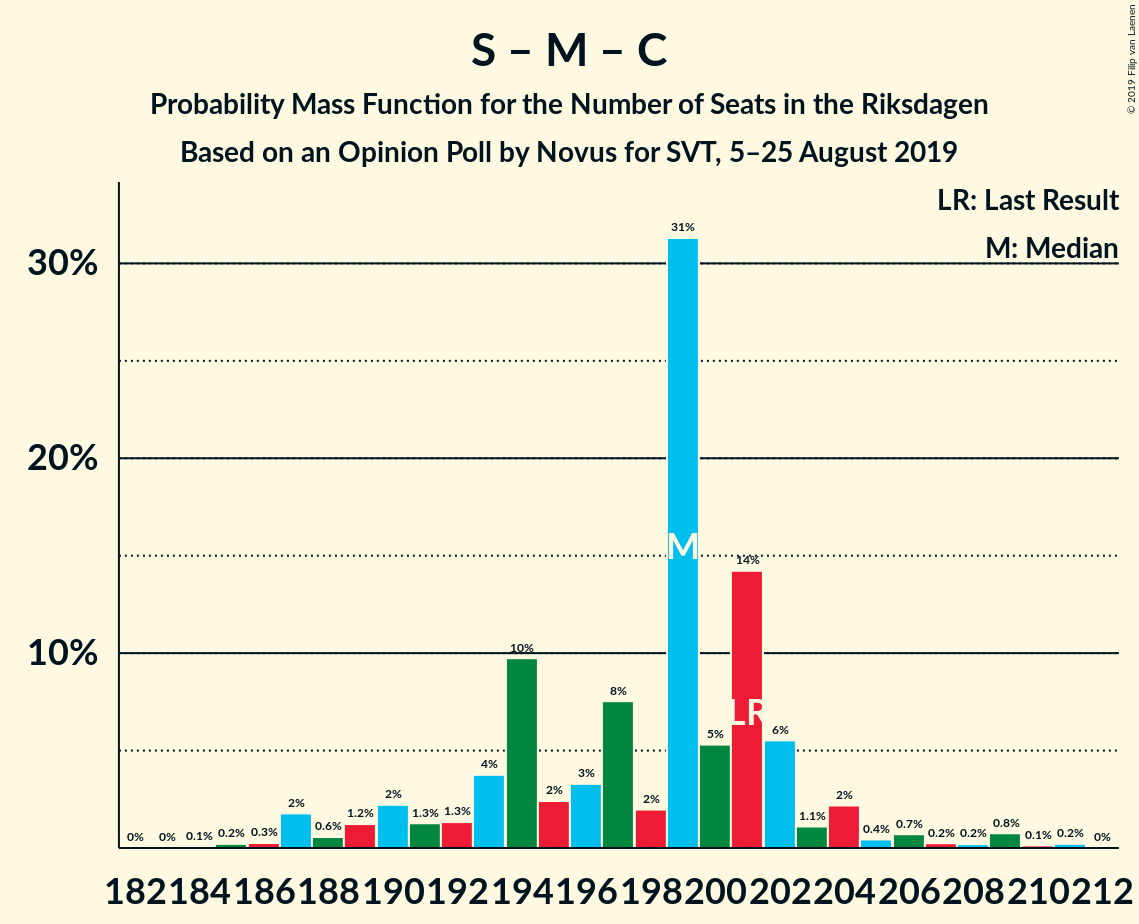 S – M – C
Probability Mass Function for the Number of Seats in the Riksdagen
Based on an Opinion Poll by Novus for SVT, 5–25 August 2019
© 2019 Filip van Laenen
LR: Last Result
M: Median
30%
20%
10%
0% 0% 0.1% 0.2% 0.3% 2% 0.6% 1.2% 2% 1.3% 1.3% 4% 10% 2% 3% 8% 2% 31% 5% 14% 6% 1.1% 2% 0.4% 0.7% 0.2% 0.2% 0.8% 0.1% 0.2% 0%
M
LR
182 184 186 188 190 192 194 196 198 200 202 204 206 208 210 212